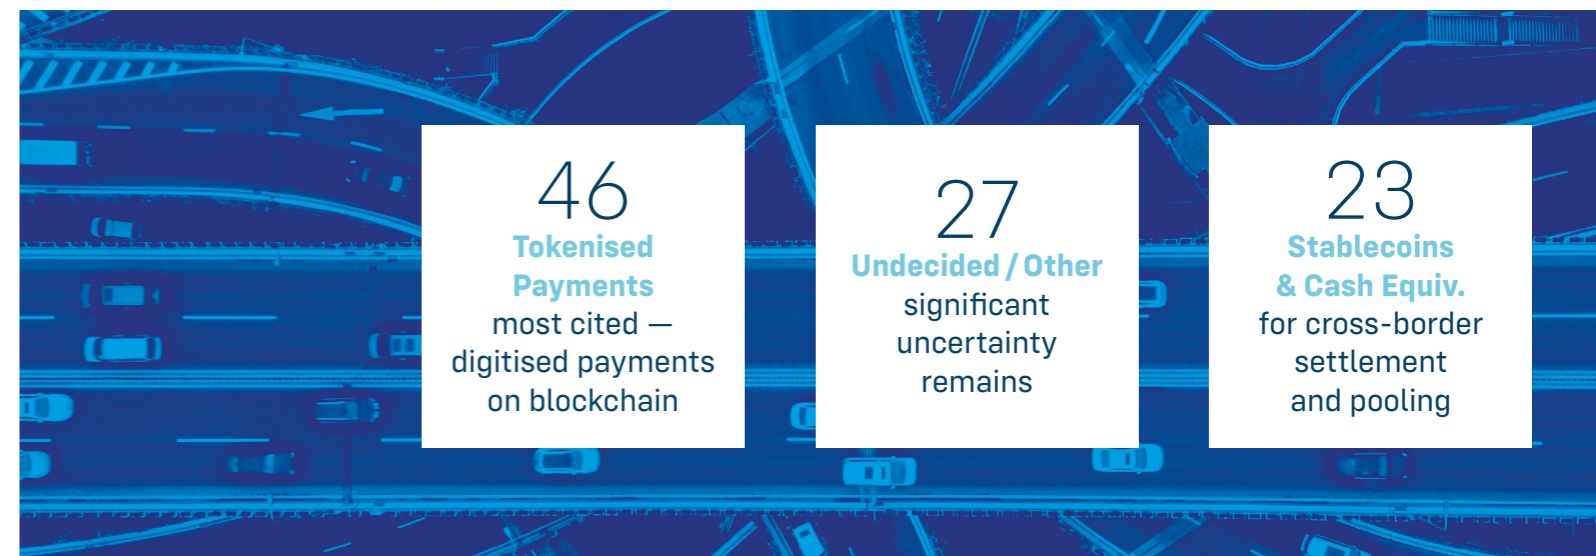 46
Tokenised
Payments
most cited —
digitised payments
on blockchain
27
Undecided / Other
significant
uncertainty
remains
23
Stablecoins
& Cash Equiv.
for cross-border
settlement
and pooling